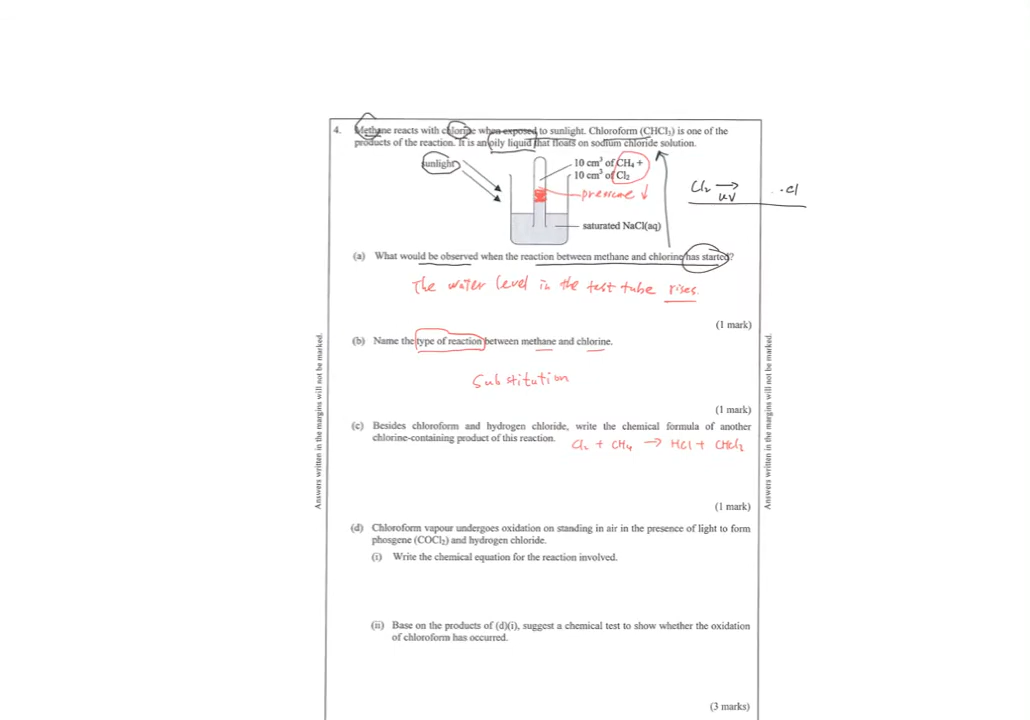 4. Methane reacts with chlorine when exposed to sunlight. Chloroform (CHCl₃) is one of the
products of the reaction. It is an oily liquid that floats on sodium chloride solution.
sunlight
10 cm³ of CH₄ +
10 cm³ of Cl₂
pressure ↓
Cl₂ → ·Cl
uv
saturated NaCl(aq)
(a) What would be observed when the reaction between methane and chlorine has started?
The water level in the test tube rises.
(1 mark)
(b) Name the type of reaction between methane and chlorine.
Substitution
(1 mark)
(c) Besides chloroform and hydrogen chloride, write the chemical formula of another
chlorine-containing product of this reaction.
Cl₂ + CH₄ → HCl + CHCl₃
(1 mark)
(d) Chloroform vapour undergoes oxidation on standing in air in the presence of light to form
phosgene (COCl₂) and hydrogen chloride.
(i) Write the chemical equation for the reaction involved.
(ii) Base on the products of (d)(i), suggest a chemical test to show whether the oxidation
of chloroform has occurred.
(3 marks)
Answers written in the margins will not be marked.
Answers written in the margins will not be marked.